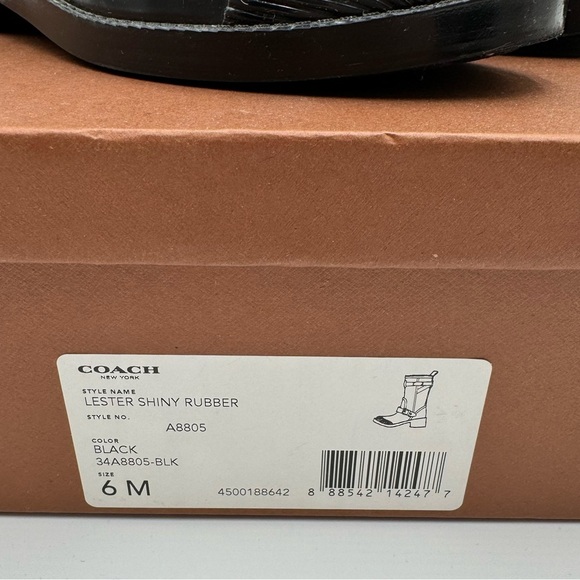 COACH
NEW YORK
STYLE NAME
LESTER SHINY RUBBER
STYLE NO.
A8805
COLOR
BLACK
34A8805-BLK
SIZE
6 M
4500188642
8 88542 14247 7